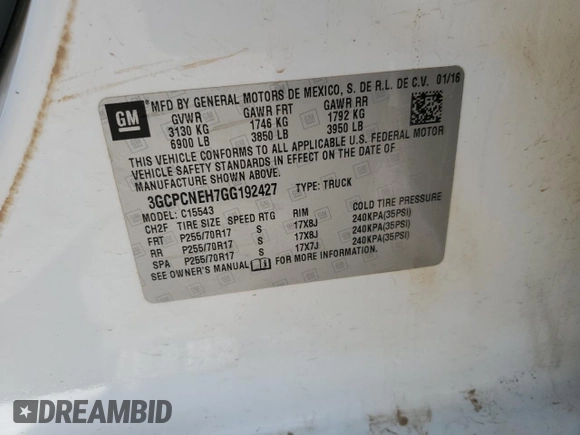 GM
MFD BY GENERAL MOTORS DE MEXICO, S. DE R.L. DE C.V. 01/16
GVWR GAWR FRT GAWR RR
3130 KG 1746 KG 1792 KG
6900 LB 3850 LB 3950 LB
THIS VEHICLE CONFORMS TO ALL APPLICABLE U.S. FEDERAL MOTOR
VEHICLE SAFETY STANDARDS IN EFFECT ON THE DATE OF
MANUFACTURE SHOWN ABOVE.
3GCPCNEH7GG192427 TYPE: TRUCK
MODEL: C15543
CH2F TIRE SIZE SPEED RTG RIM COLD TIRE PRESSURE
FRT P255/70R17 S 17X8J 240KPA(35PSI)
RR P255/70R17 S 17X8J 240KPA(35PSI)
SPA P255/70R17 S 17X7J 240KPA(35PSI)
SEE OWNER'S MANUAL
DREAMBID
dreambid.com